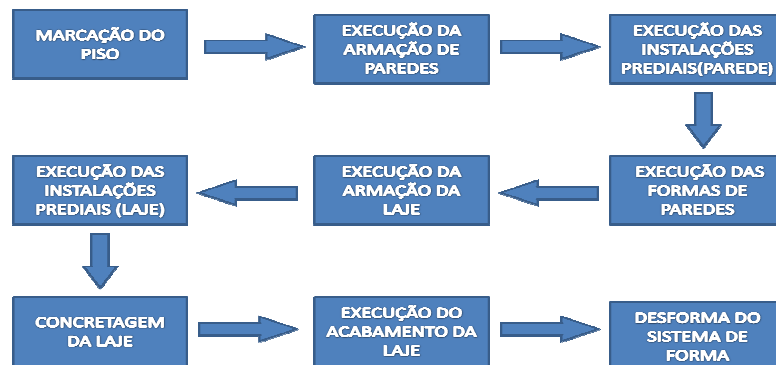 MARCAÇÃO DO
PISO
EXECUÇÃO DA
ARMAÇÃO DE
PAREDES
EXECUÇÃO DAS
INSTALAÇÕES
PREDIAIS(PAREDE)
EXECUÇÃO DAS
FORMAS DE
PAREDES
EXECUÇÃO DA
ARMAÇÃO DA
LAJE
EXECUÇÃO DAS
INSTALAÇÕES
PREDIAIS (LAJE)
CONCRETAGEM
DA LAJE
EXECUÇÃO DO
ACABAMENTO DA
LAJE
DESFORMA DO
SISTEMA DE
FORMA